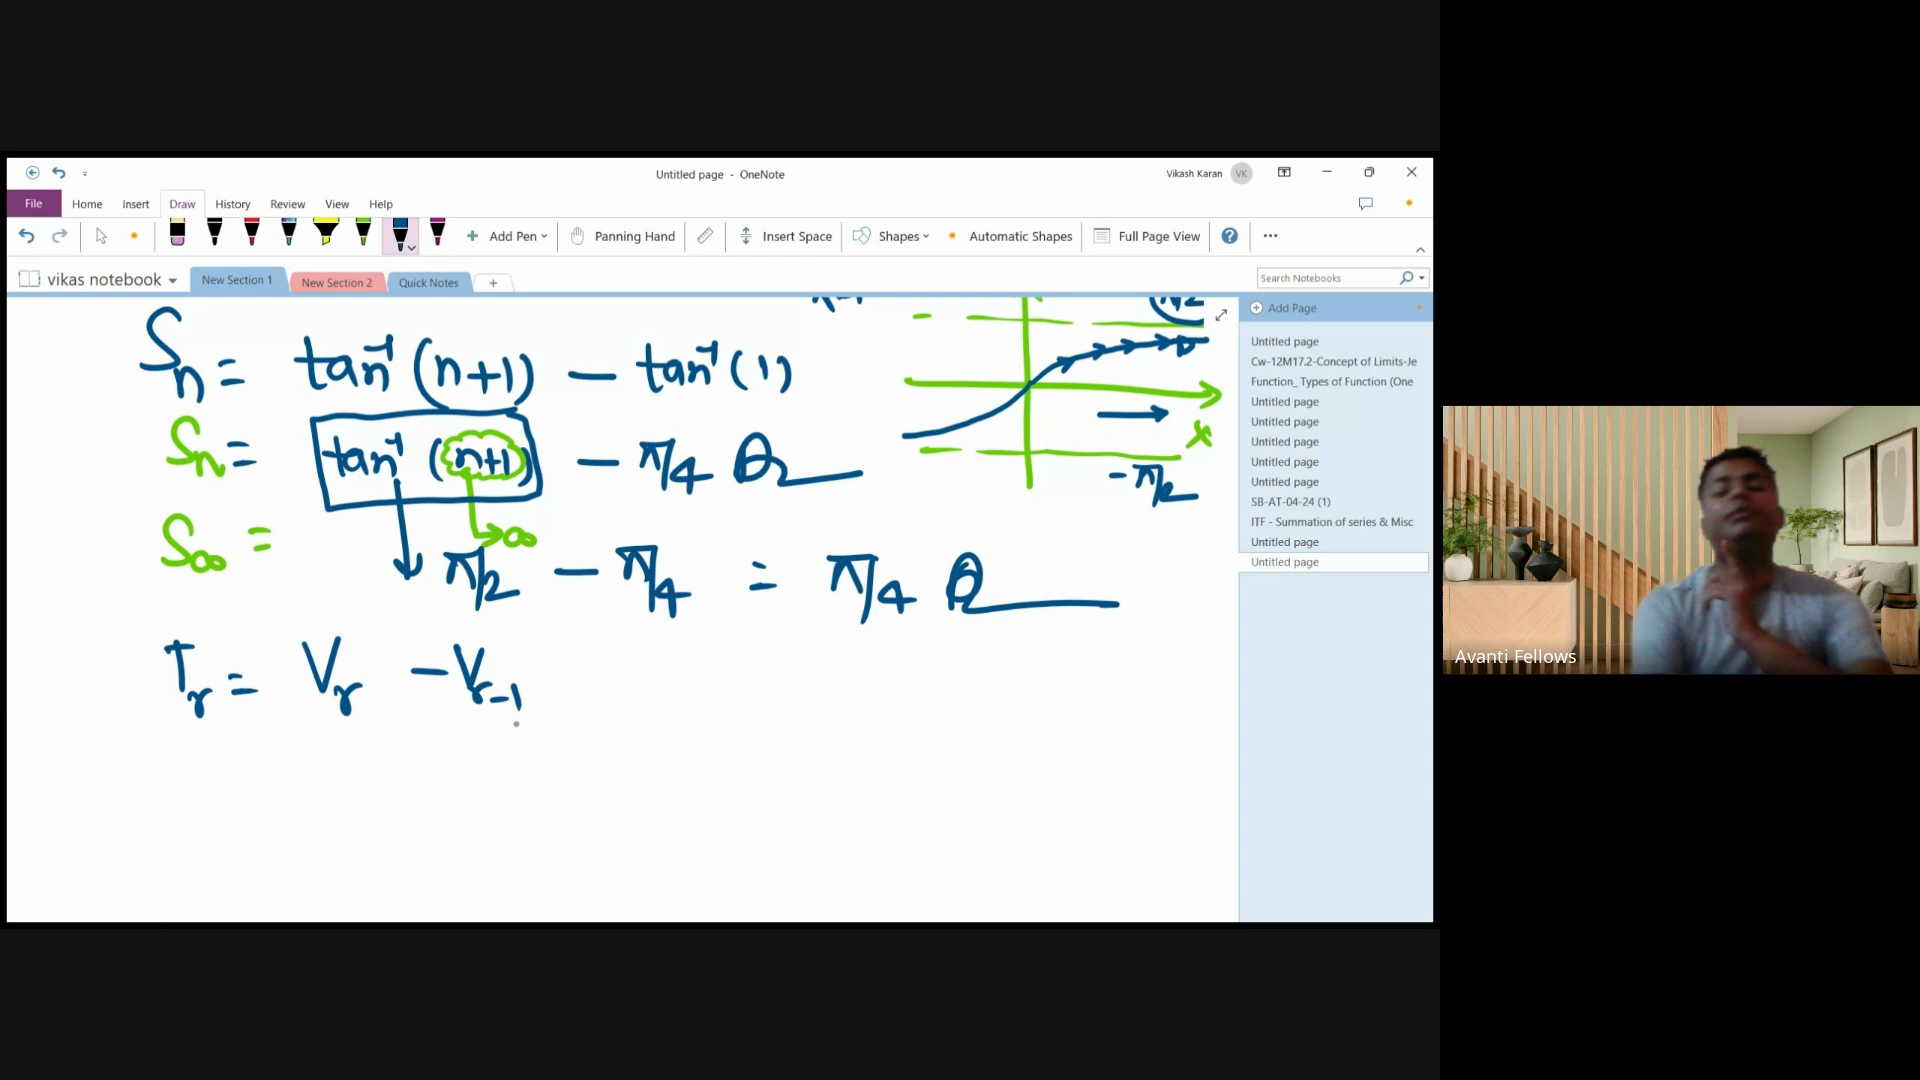 Untitled page - OneNote
Vikash Karan VK
File Home Insert Draw History Review View Help
Add Pen Panning Hand Insert Space Shapes Automatic Shapes Full Page View ? ...
vikas notebook New Section 1 New Section 2 Quick Notes + Search Notebooks
Add Page
Untitled page
Cw-12M17.2-Concept of Limits-Je
Function_ Types of Function (One
Untitled page
Untitled page
Untitled page
Untitled page
Untitled page
SB-AT-04-24 (1)
ITF - Summation of series & Misc
Untitled page
Untitled page
Sn = tan⁻¹ (n+1) – tan⁻¹ (1)
Sn = tan⁻¹ (n+1) – π/4
→∞
S∞ = π/2 – π/4 = π/4
Tr = Vr – Vr-1
x
-π/2
Avanti Fellows